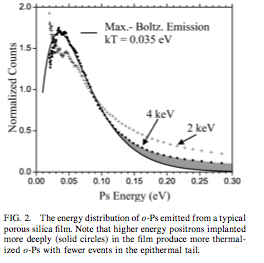 2.0
Max.- Boltz. Emission
kT = 0.035 eV
1.5
Normalized Counts
1.0
4 keV
2 keV
0.5
0.0
0.00 0.05 0.10 0.15 0.20 0.25 0.30
Ps Energy (eV)
FIG. 2. The energy distribution of o-Ps emitted from a typical
porous silica film. Note that higher energy positrons implanted
more deeply (solid circles) in the film produce more thermal-
ized o-Ps with fewer events in the epithermal tail.